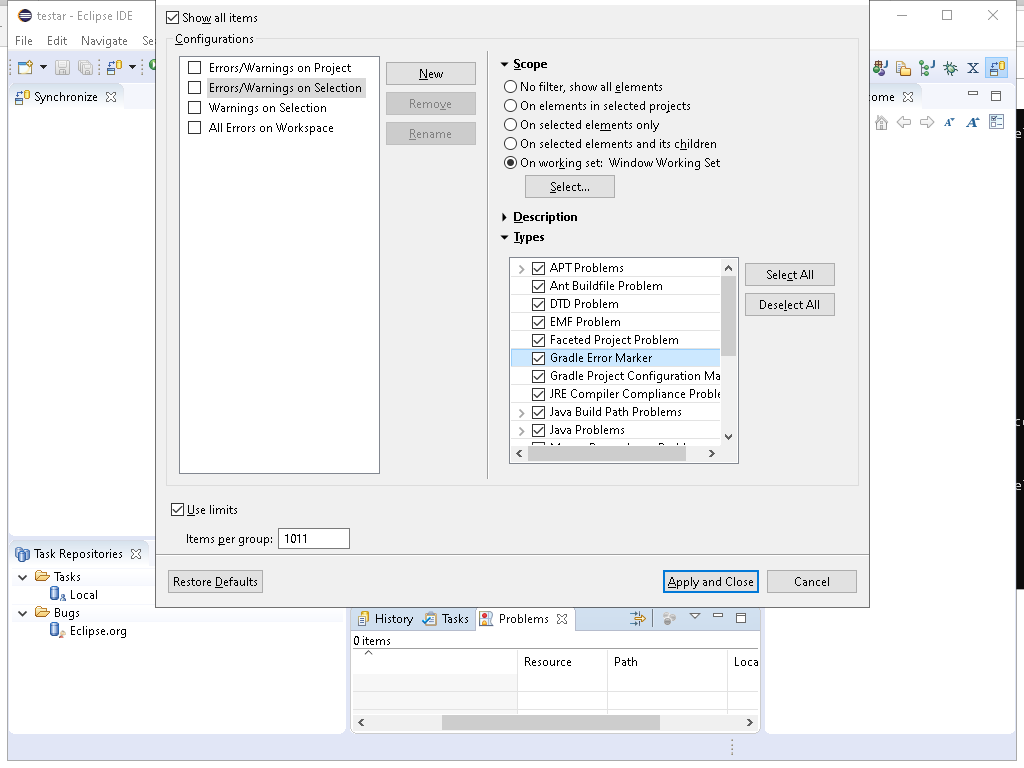 testar - Eclipse IDE
File Edit Navigate Se
Synchronize
Show all items
Configurations
Errors/Warnings on Project
Errors/Warnings on Selection
Warnings on Selection
All Errors on Workspace
New
Remove
Rename
Scope
No filter, show all elements
On elements in selected projects
On selected elements only
On selected elements and its children
On working set: Window Working Set
Select...
Description
Types
APT Problems
Ant Buildfile Problem
DTD Problem
EMF Problem
Faceted Project Problem
Gradle Error Marker
Gradle Project Configuration Ma
JRE Compiler Compliance Proble
Java Build Path Problems
Java Problems
Select All
Deselect All
Use limits
Items per group: 1011
Restore Defaults
Apply and Close
Cancel
ome
Task Repositories
Tasks
Local
Bugs
Eclipse.org
History Tasks Problems
0 items
Resource Path Loca